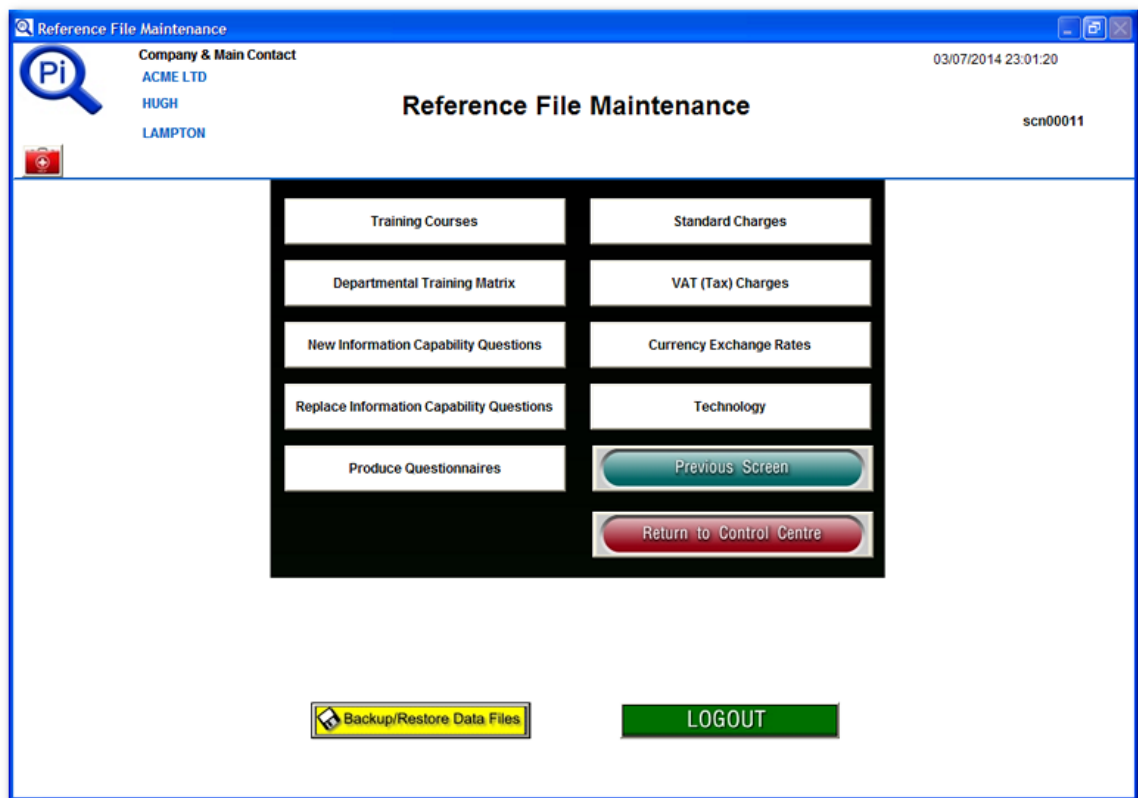 Reference File Maintenance
Pi
Company & Main Contact
ACME LTD
HUGH
LAMPTON
Reference File Maintenance
03/07/2014 23:01:20
scn00011
Training Courses
Standard Charges
Departmental Training Matrix
VAT (Tax) Charges
New Information Capability Questions
Currency Exchange Rates
Replace Information Capability Questions
Technology
Produce Questionnaires
Previous Screen
Return to Control Centre
Backup/Restore Data Files
LOGOUT